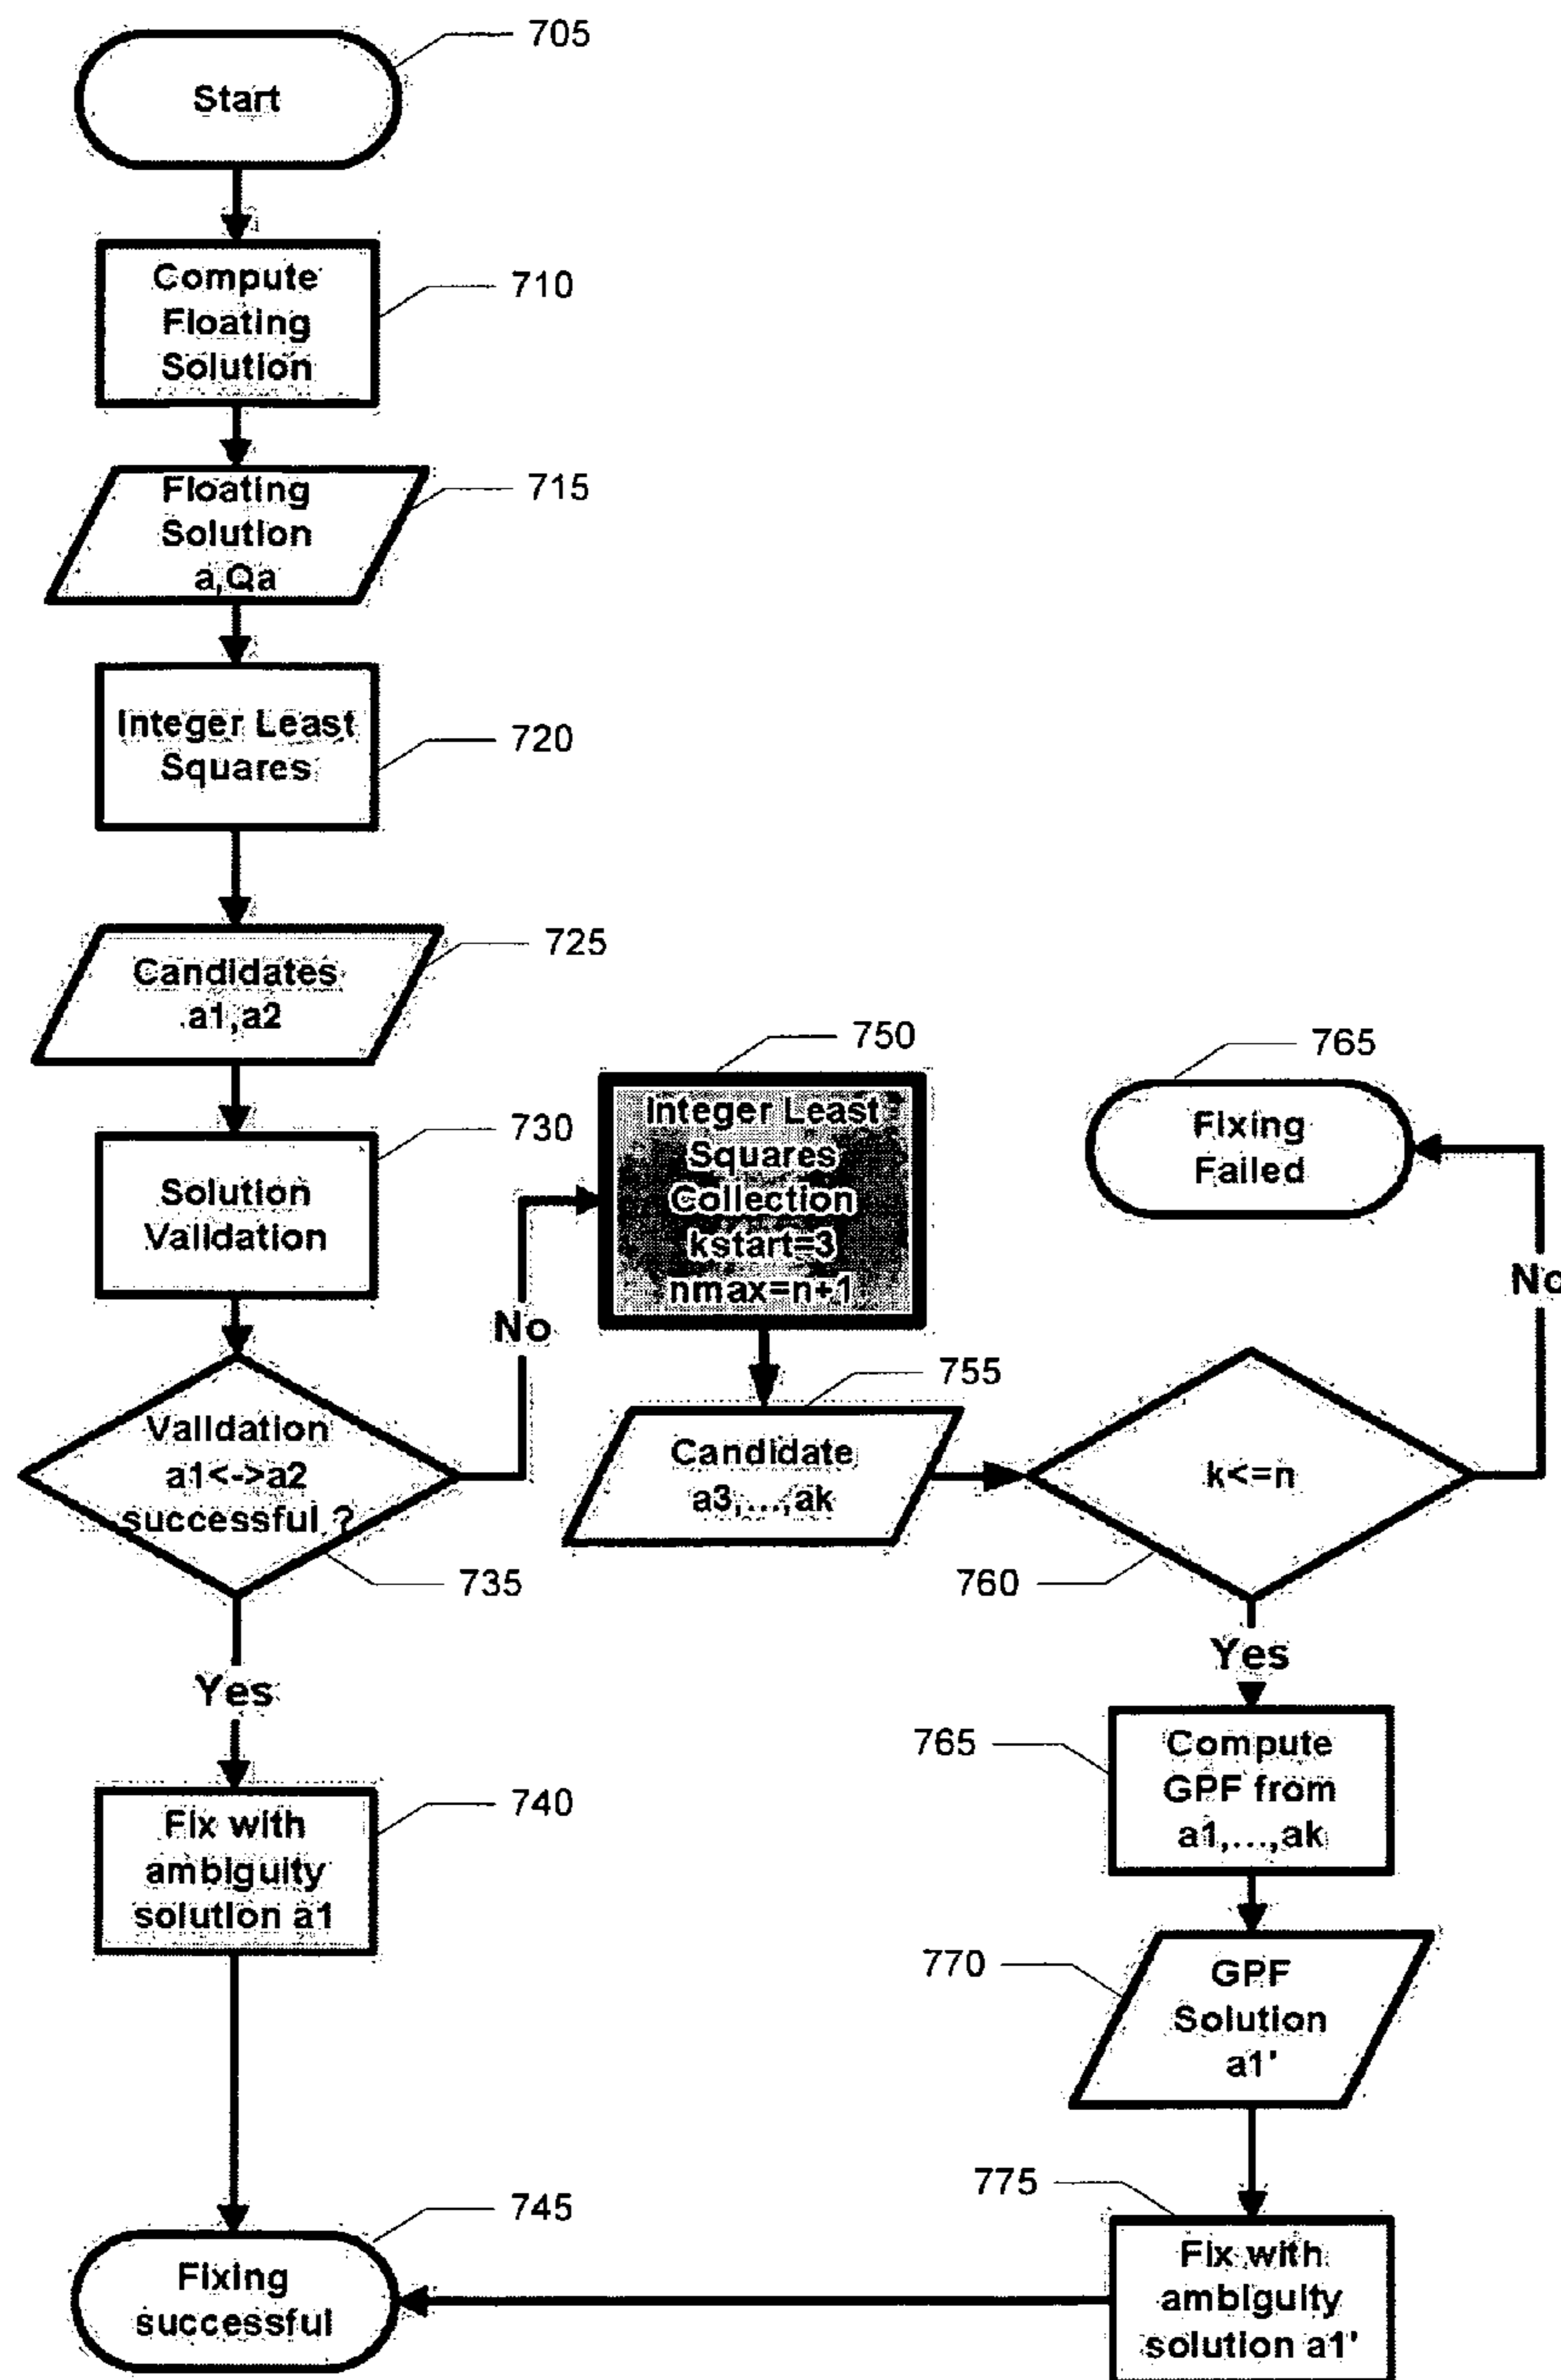 705
Start
Compute
Floating
Solution
710
Floating
Solution
a,Qa
715
Integer Least
Squares
720
Candidates
a1,a2
725
Solution
Validation
730
Validation
a1<->a2
successful ?
735
No
Yes
Fix with
ambiguity
solution a1
740
Fixing
successful
745
750
Integer Least
Squares
Collection
kstart=3
nmax=n+1
755
Candidate
a3,...,ak
k<=n
760
No
765
Fixing
Failed
Yes
765
Compute
GPF from
a1,...,ak
770
GPF
Solution
a1'
775
Fix with
ambiguity
solution a1'